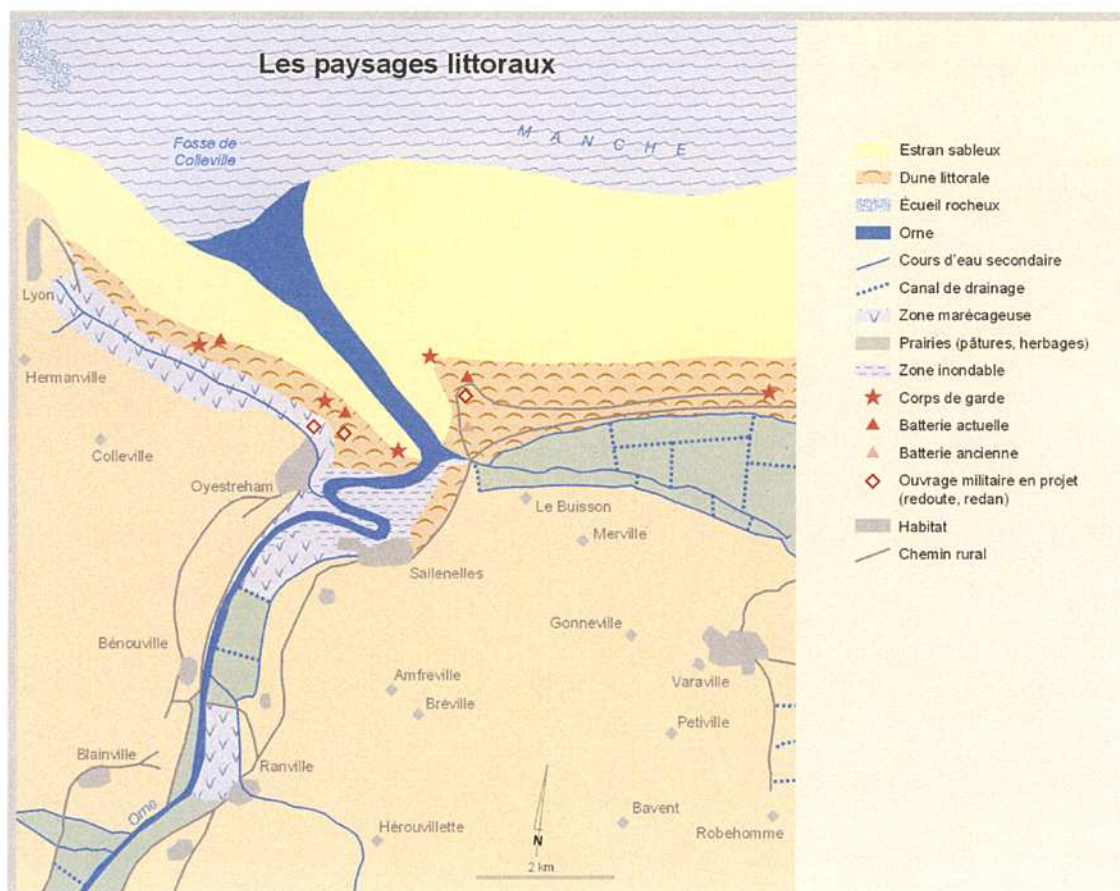 Les paysages littoraux
Fosse de
Colleville
MANCHE
Lyon
Hermanville
Colleville
Oyestreham
Le Buisson
Merville
Sallenelles
Gonneville
Bénouville
Varaville
Amfreville
Bréville
Petiville
Blainville
Ranville
Orne
Bavent
Robehomme
Hérouvillette
N
2 km
Estran sableux
Dune littorale
Écueil rocheux
Orne
Cours d'eau secondaire
Canal de drainage
Zone marécageuse
Prairies (pâtures, herbages)
Zone inondable
Corps de garde
Batterie actuelle
Batterie ancienne
Ouvrage militaire en projet
(redoute, redan)
Habitat
Chemin rural